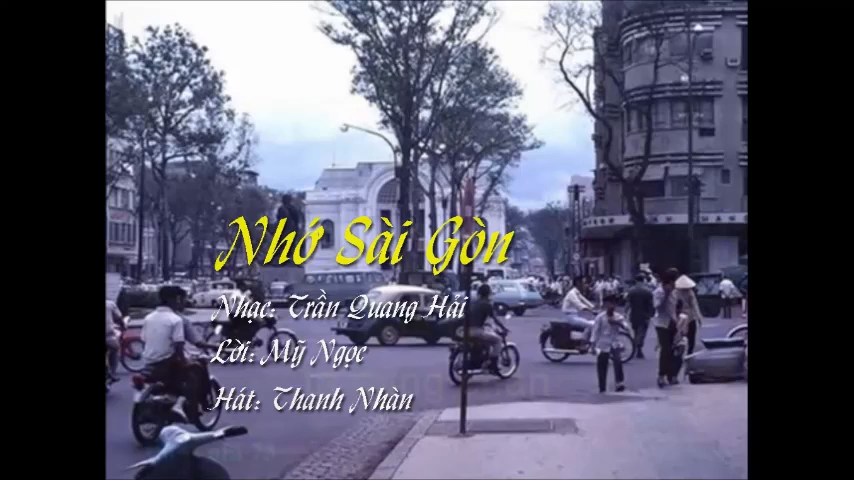 Nhớ Sài Gòn
Nhạc: Trần Quang Hải
Lời: Mỹ Ngọc
Hát: Thanh Nhàn